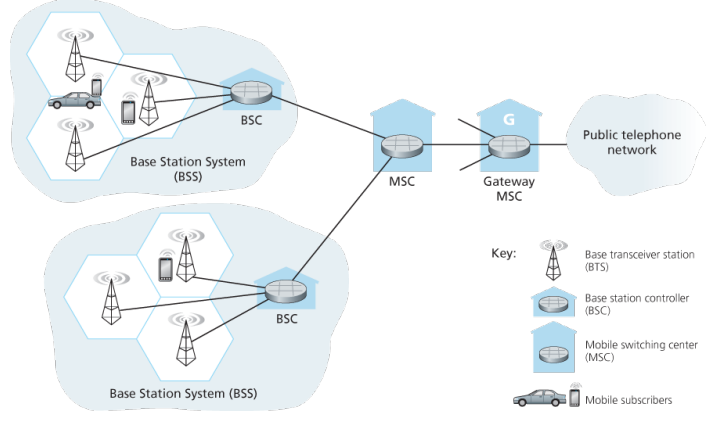 BSC
Base Station System
(BSS)
MSC
G
Gateway
MSC
Public telephone
network
BSC
Base Station System (BSS)
Key:
Base transceiver station
(BTS)
Base station controller
(BSC)
Mobile switching center
(MSC)
Mobile subscribers